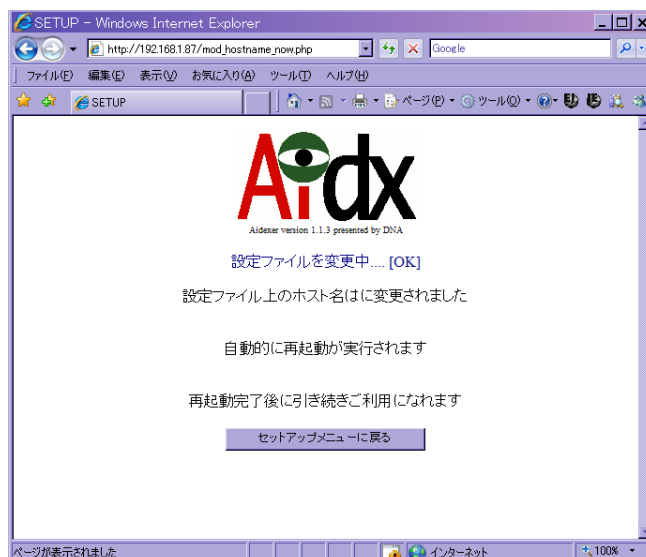 SETUP - Windows Internet Explorer
http://192.168.1.87/mod_hostname_now.php
Google
ファイル(F) 編集(E) 表示(V) お気に入り(A) ツール(T) ヘルプ(H)
SETUP
ページ(P) ツール(O)
Aidx
Aidexer version 1.1.3 presented by DNA
設定ファイルを変更中.... [OK]
設定ファイル上のホスト名はに変更されました
自動的に再起動が実行されます
再起動完了後に引き続きご利用になれます
セットアップメニューに戻る
ページが表示されました
インターネット
100%